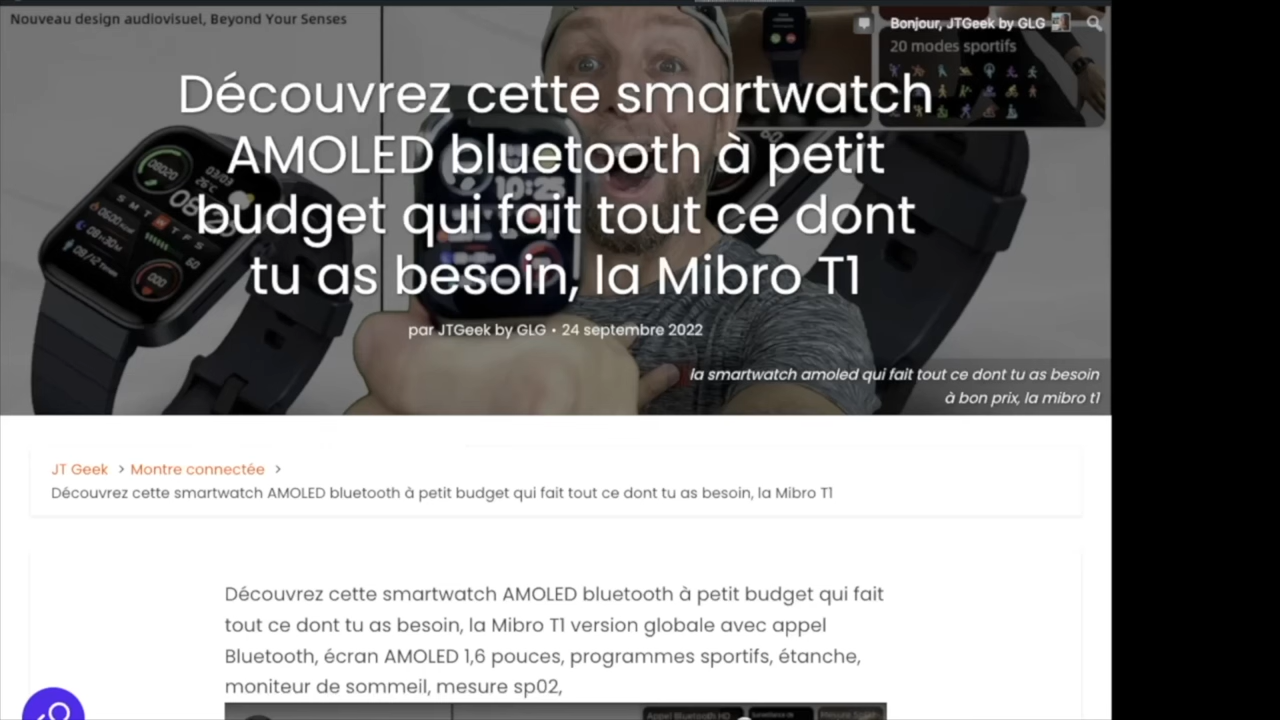 Nouveau design audiovisuel, Beyond Your Senses
Bonjour, JTGeek by GLG
20 modes sportifs
Découvrez cette smartwatch
AMOLED bluetooth à petit
budget qui fait tout ce dont
tu as besoin, la Mibro T1
par JTGeek by GLG • 24 septembre 2022
la smartwatch amoled qui fait tout ce dont tu as besoin
à bon prix, la mibro t1
JT Geek > Montre connectée >
Découvrez cette smartwatch AMOLED bluetooth à petit budget qui fait tout ce dont tu as besoin, la Mibro T1
Découvrez cette smartwatch AMOLED bluetooth à petit budget qui fait
tout ce dont tu as besoin, la Mibro T1 version globale avec appel
Bluetooth, écran AMOLED 1,6 pouces, programmes sportifs, étanche,
moniteur de sommeil, mesure sp02,
Appel Bluetooth HD